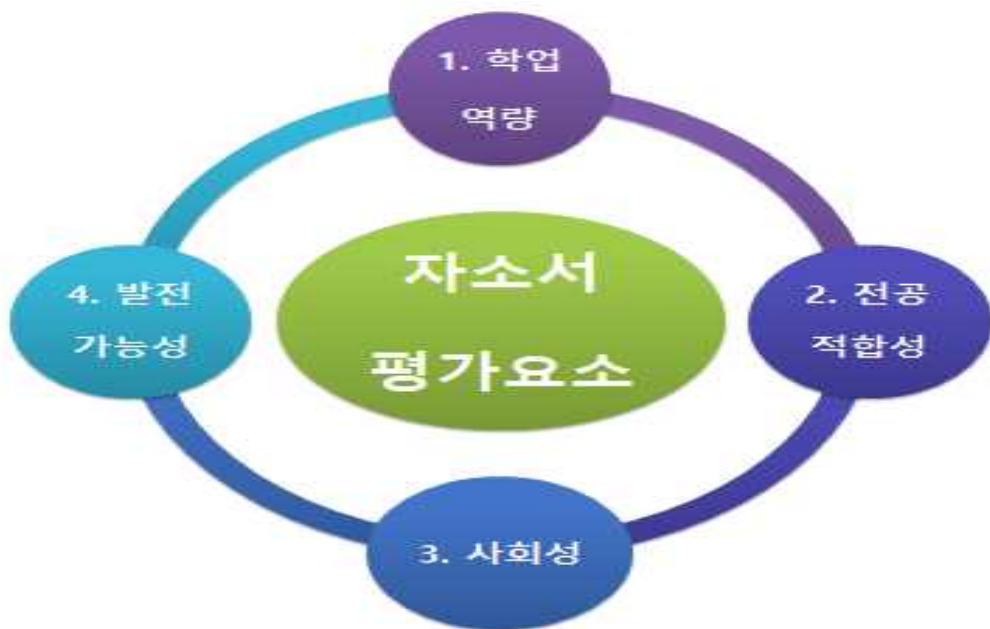 자소서
평가요소
1. 학업
역량
2. 전공
적합성
3. 사회성
4. 발전
가능성